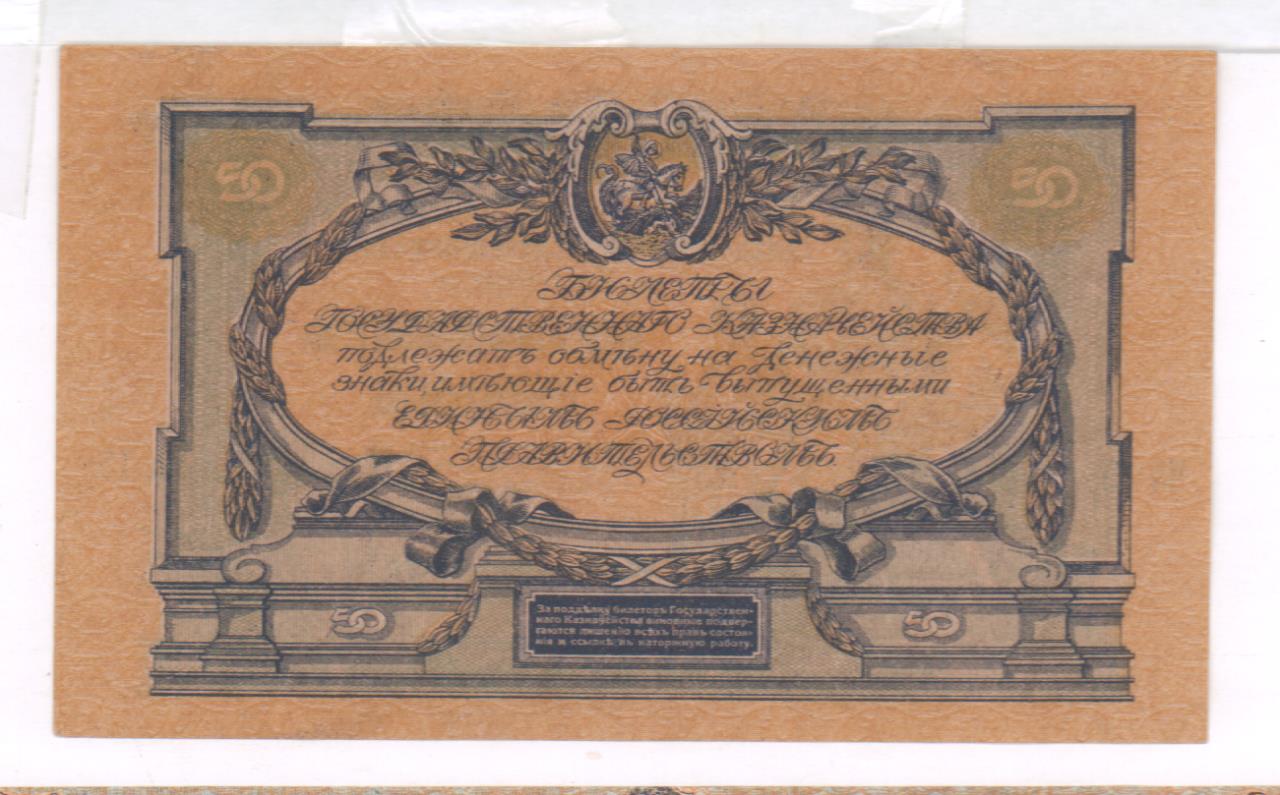 50 50
БИЛЕТЫ
ГОСУДАРСТВЕННАГО КАЗНАЧЕЙСТВА
подлежатъ обмѣну на денежные
знаки, имѣющіе быть выпущенными
ЕДИНЫМЪ РОССІЙСКИМЪ
ПРАВИТЕЛЬСТВОМЪ.
50 50
За поддѣлку билетовъ Государствен-
наго Казначейства виновные подвер-
гаются лишенію всѣхъ правъ состоя-
нія и ссылкѣ въ каторжную работу.